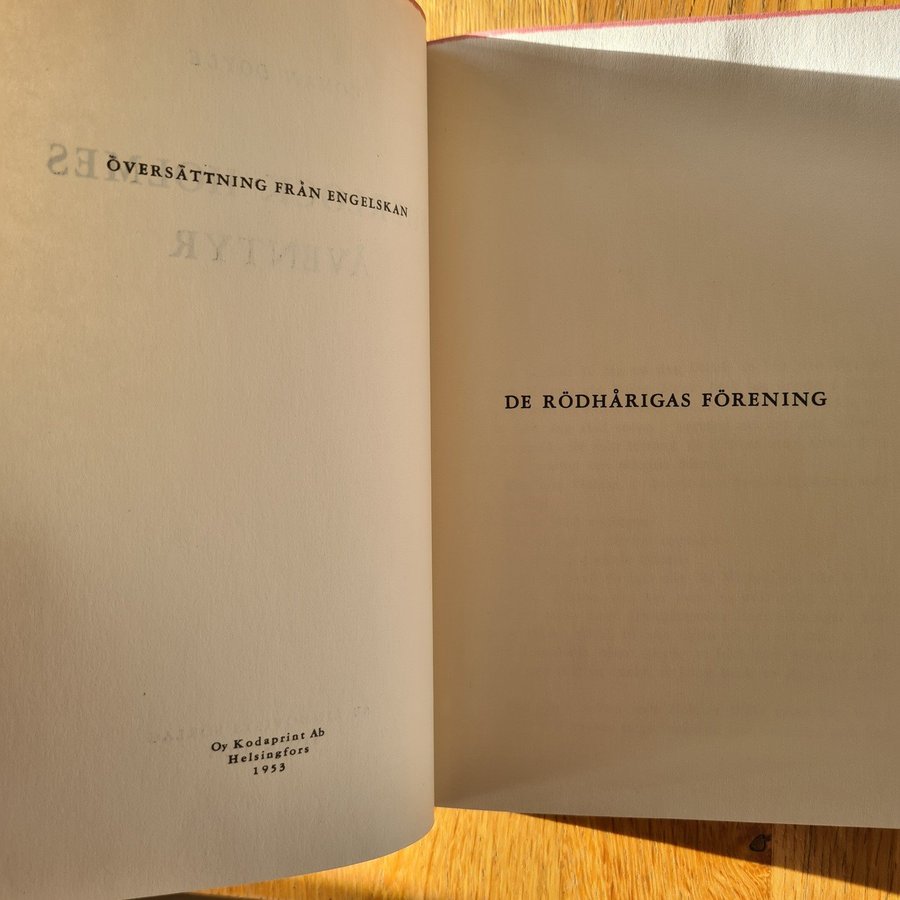 ÖVERSÄTTNING FRÅN ENGELSKAN
Oy Kodaprint Ab
Helsingfors
1953
DE RÖDHÅRIGAS FÖRENING